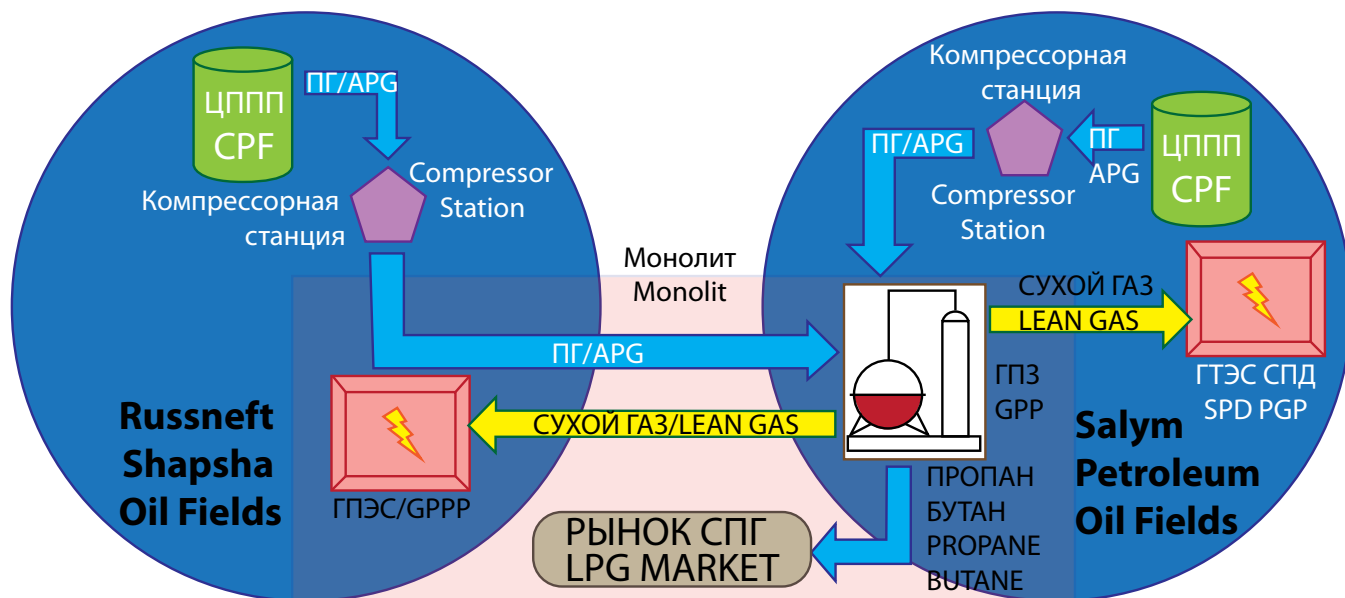 ЦППП
CPF
ПГ/APG
Компрессорная
станция
Compressor
Station
ПГ/APG
Russneft
Shapsha
Oil Fields
ГПЭС/GPPP
Монолит
Monolit
СУХОЙ ГАЗ/LEAN GAS
РЫНОК СПГ
LPG MARKET
Компрессорная
станция
ПГ/APG
ПГ
APG
ЦППП
CPF
Compressor
Station
СУХОЙ ГАЗ
LEAN GAS
ГПЗ
GPP
ГТЭС СПД
SPD PGP
Salym
Petroleum
Oil Fields
ПРОПАН
БУТАН
PROPANE
BUTANE